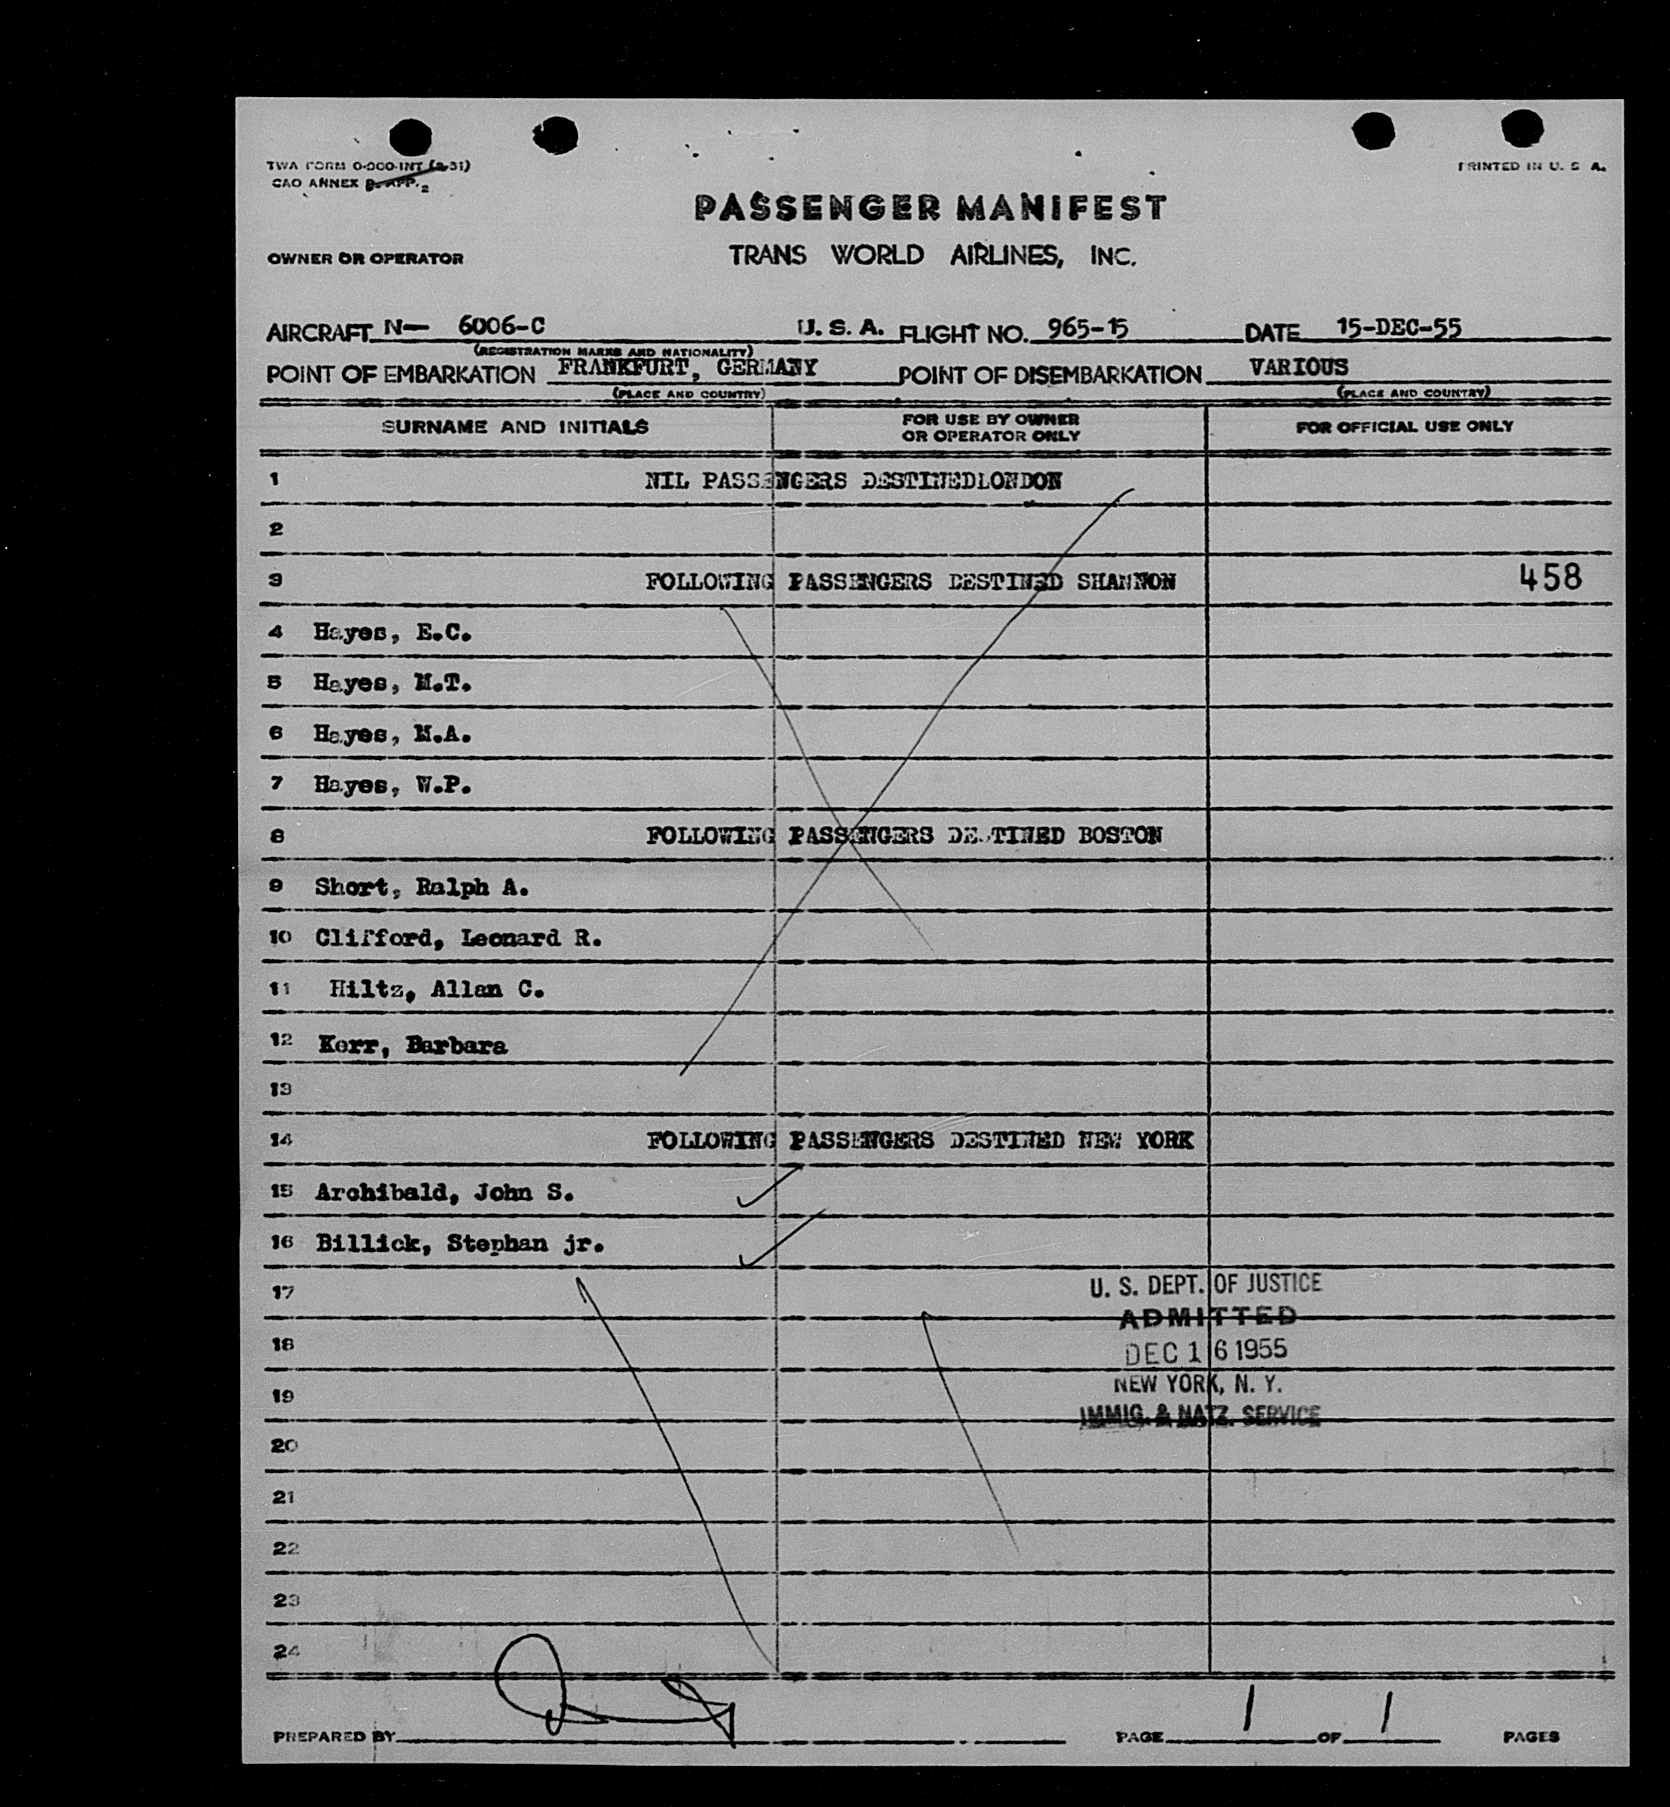 TWA FORM O-300-INT (2-51)
CAO ANNEX 9. APP. 2
PRINTED IN U. S. A.
PASSENGER MANIFEST
OWNER OR OPERATOR TRANS WORLD AIRLINES, INC.
AIRCRAFT N— 6006-C U. S. A. FLIGHT NO. 965-15 DATE 15-DEC-55
(REGISTRATION MARKS AND NATIONALITY)
POINT OF EMBARKATION FRANKFURT, GERMANY POINT OF DISEMBARKATION VARIOUS
(PLACE AND COUNTRY) (PLACE AND COUNTRY)
SURNAME AND INITIALS FOR USE BY OWNER OR OPERATOR ONLY FOR OFFICIAL USE ONLY
1 NIL PASSENGERS DESTINEDLONDON
2
3 FOLLOWING PASSENGERS DESTINED SHANNON 458
4 Hayes, E.C.
5 Hayes, M.T.
6 Hayes, M.A.
7 Hayes, W.P.
8 FOLLOWING PASSENGERS DESTINED BOSTON
9 Short, Ralph A.
10 Clifford, Leonard R.
11 Hiltz, Allan C.
12 Kerr, Barbara
13
14 FOLLOWING PASSENGERS DESTINED NEW YORK
15 Archibald, John S.
16 Billick, Stephan jr.
17
U. S. DEPT. OF JUSTICE
ADMITTED
18
DEC 16 1955
19
NEW YORK, N. Y.
IMMIG. & NATZ. SERVICE
20
21
22
23
24
PREPARED BY PAGE 1 OF 1 PAGES